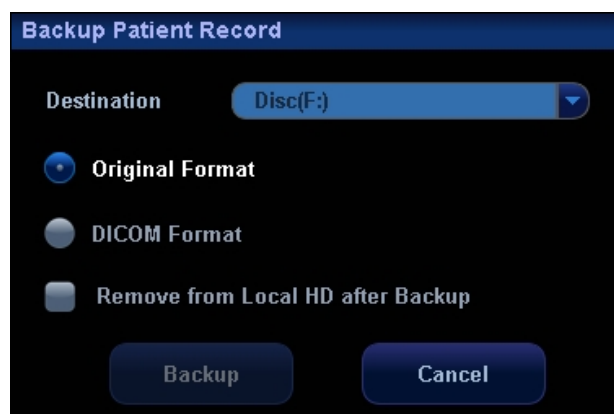 Backup Patient Record
Destination Disc(F:)
Original Format
DICOM Format
Remove from Local HD after Backup
Backup Cancel